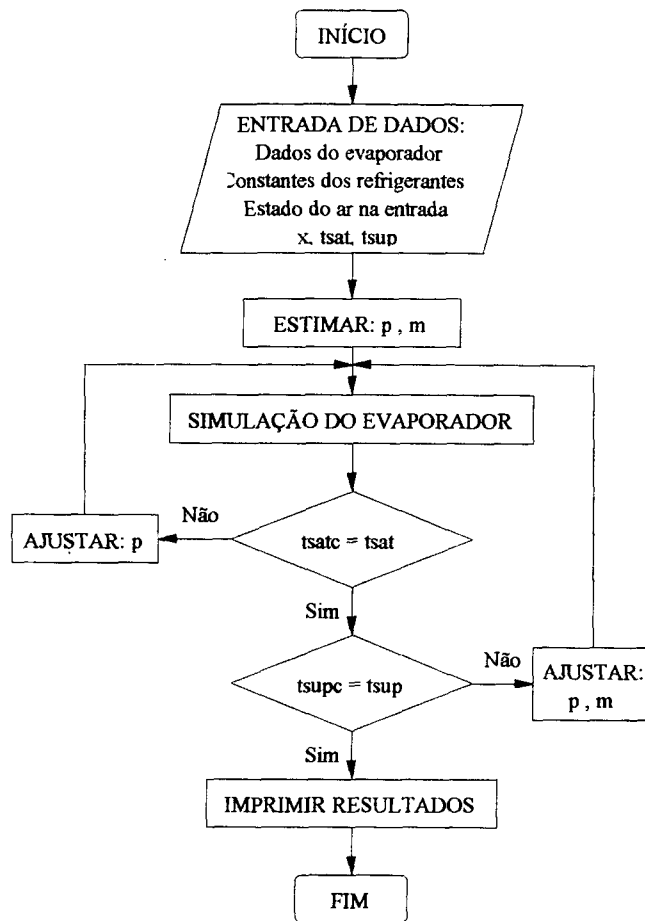 INÍCIO
ENTRADA DE DADOS:
Dados do evaporador
Constantes dos refrigerantes
Estado do ar na entrada
x, tsat, tsup
ESTIMAR: p , m
SIMULAÇÃO DO EVAPORADOR
Não
AJUSTAR: p
tsatc = tsat
Sim
tsupc = tsup
Não
AJUSTAR:
p , m
Sim
IMPRIMIR RESULTADOS
FIM